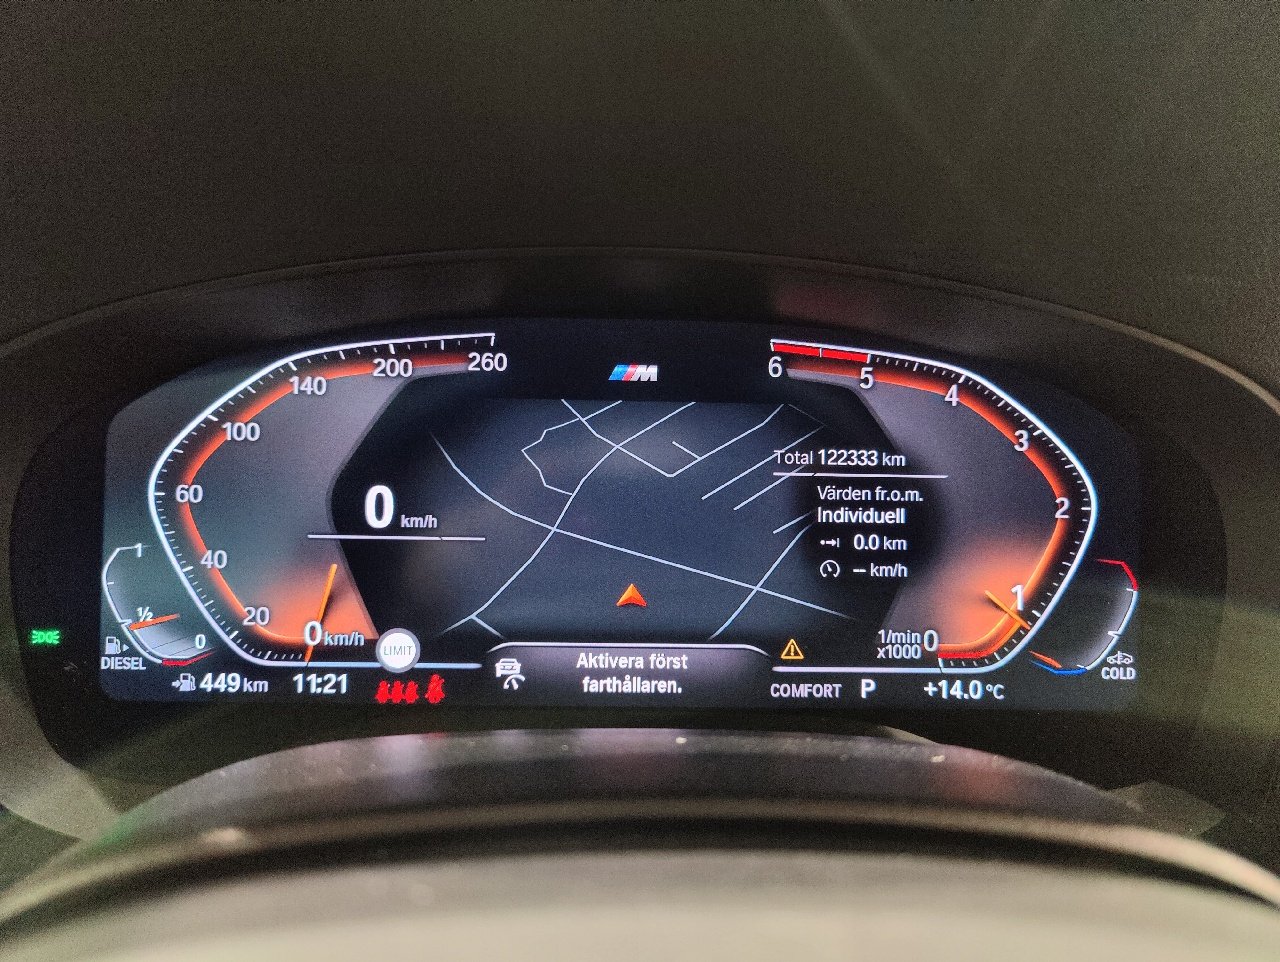 260
200
140
100
60
40
20
0 km/h
0 km/h
1
1/2
0
DIESEL
449 km
11:21
LIMIT
M
Total 122333 km
Värden fr.o.m.
Individuell
0.0 km
-- km/h
Aktivera först
farthållaren.
6
5
4
3
2
1
0
1/min
x1000
COMFORT P
+14.0 °C
COLD